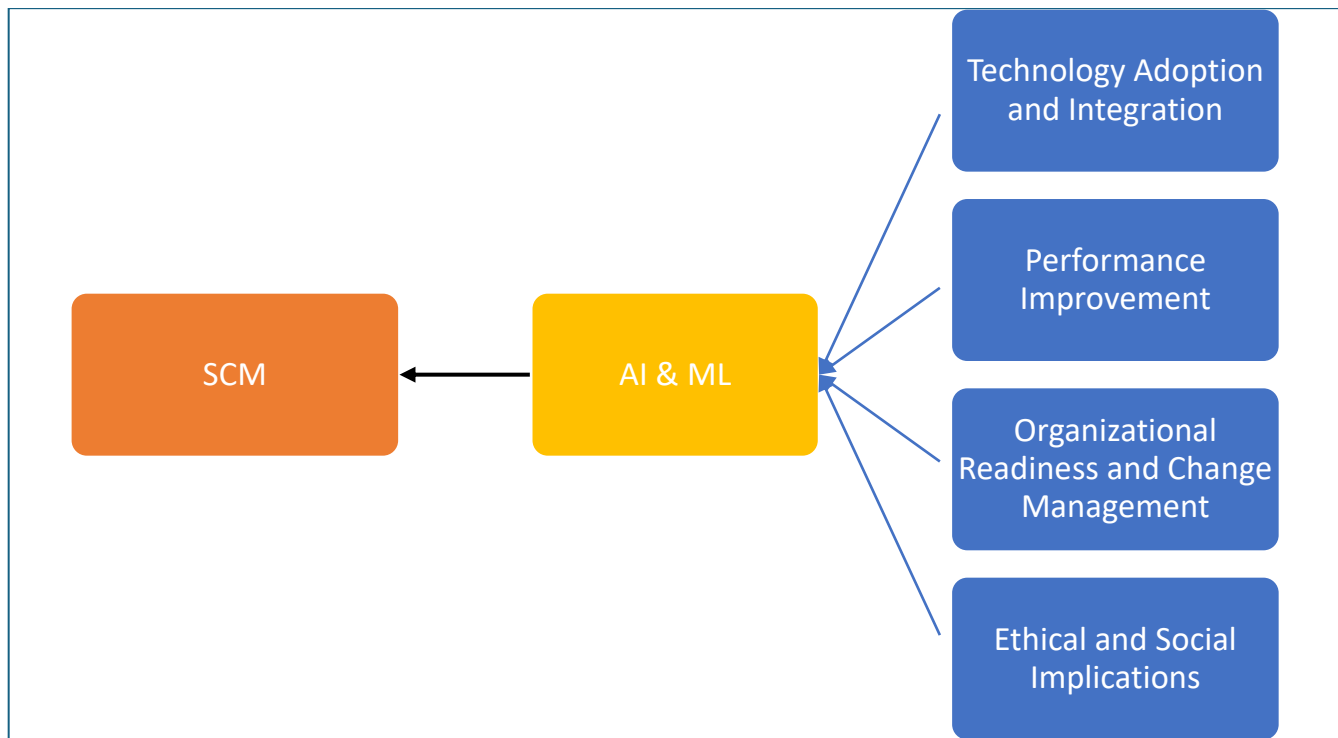 SCM
AI & ML
Technology Adoption
and Integration
Performance
Improvement
Organizational
Readiness and Change
Management
Ethical and Social
Implications